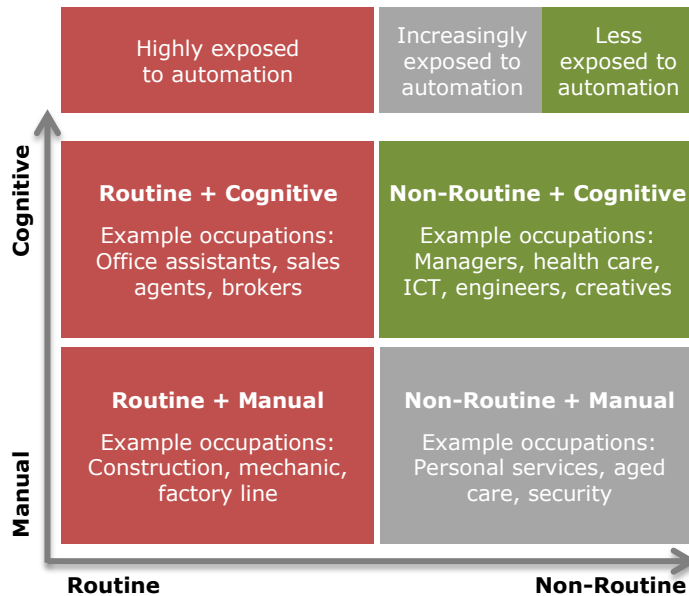 Highly exposed
to automation
Increasingly
exposed to
automation
Less
exposed to
automation
Cognitive
Routine + Cognitive
Example occupations:
Office assistants, sales
agents, brokers
Non-Routine + Cognitive
Example occupations:
Managers, health care,
ICT, engineers, creatives
Manual
Routine + Manual
Example occupations:
Construction, mechanic,
factory line
Non-Routine + Manual
Example occupations:
Personal services, aged
care, security
Routine
Non-Routine